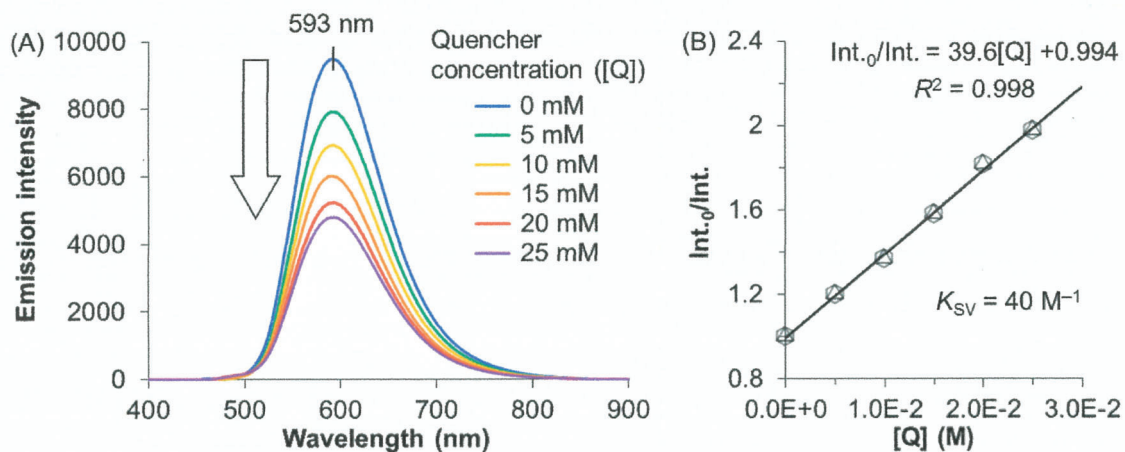 (A)
593 nm
10000
8000
6000
4000
2000
0
Emission intensity
400 500 600 700 800 900
Wavelength (nm)
Quencher
concentration ([Q])
0 mM
5 mM
10 mM
15 mM
20 mM
25 mM
(B)
2.4
2
1.6
1.2
0.8
Int.₀/Int.
Int.₀/Int. = 39.6[Q] +0.994
R² = 0.998
K_SV = 40 M⁻¹
0.0E+0 1.0E-2 2.0E-2 3.0E-2
[Q] (M)